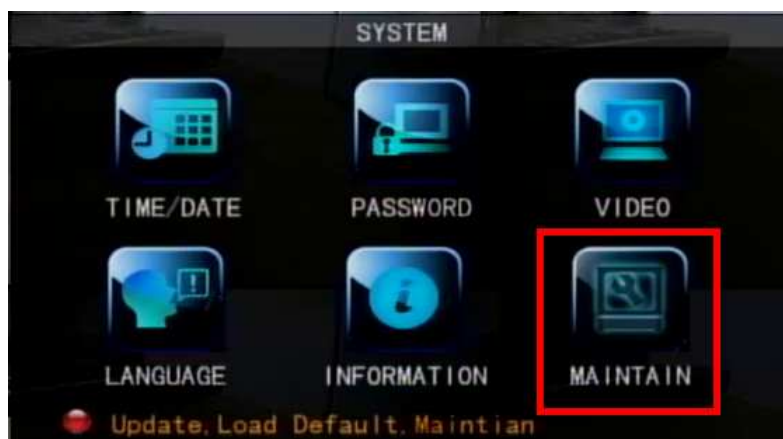 SYSTEM
TIME/DATE PASSWORD VIDEO
LANGUAGE INFORMATION MAINTAIN
Update,Load Default,Maintian